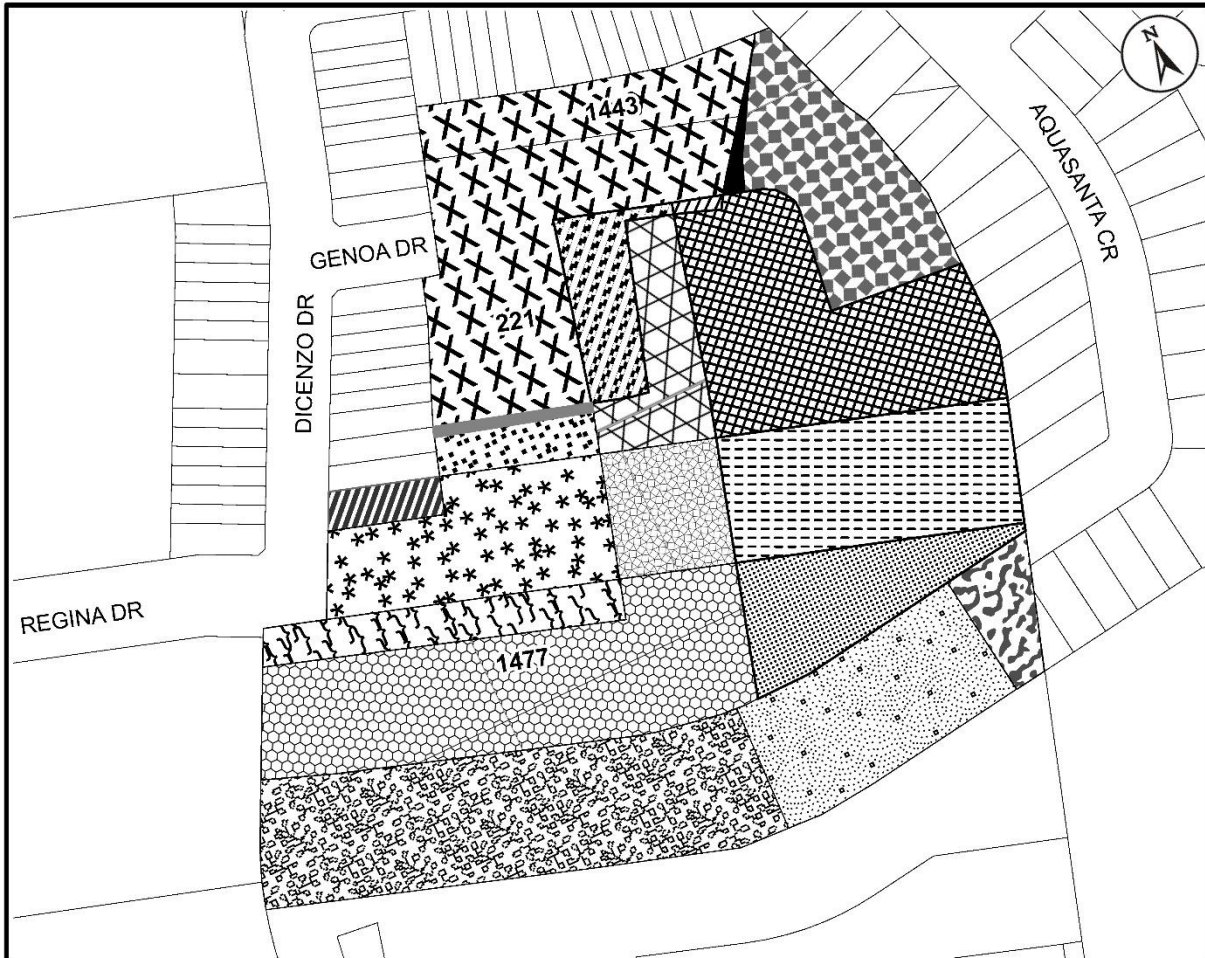 N
1443
AQUASANTA CR
GENOA DR
221
DICENZO DR
REGINA DR
1477